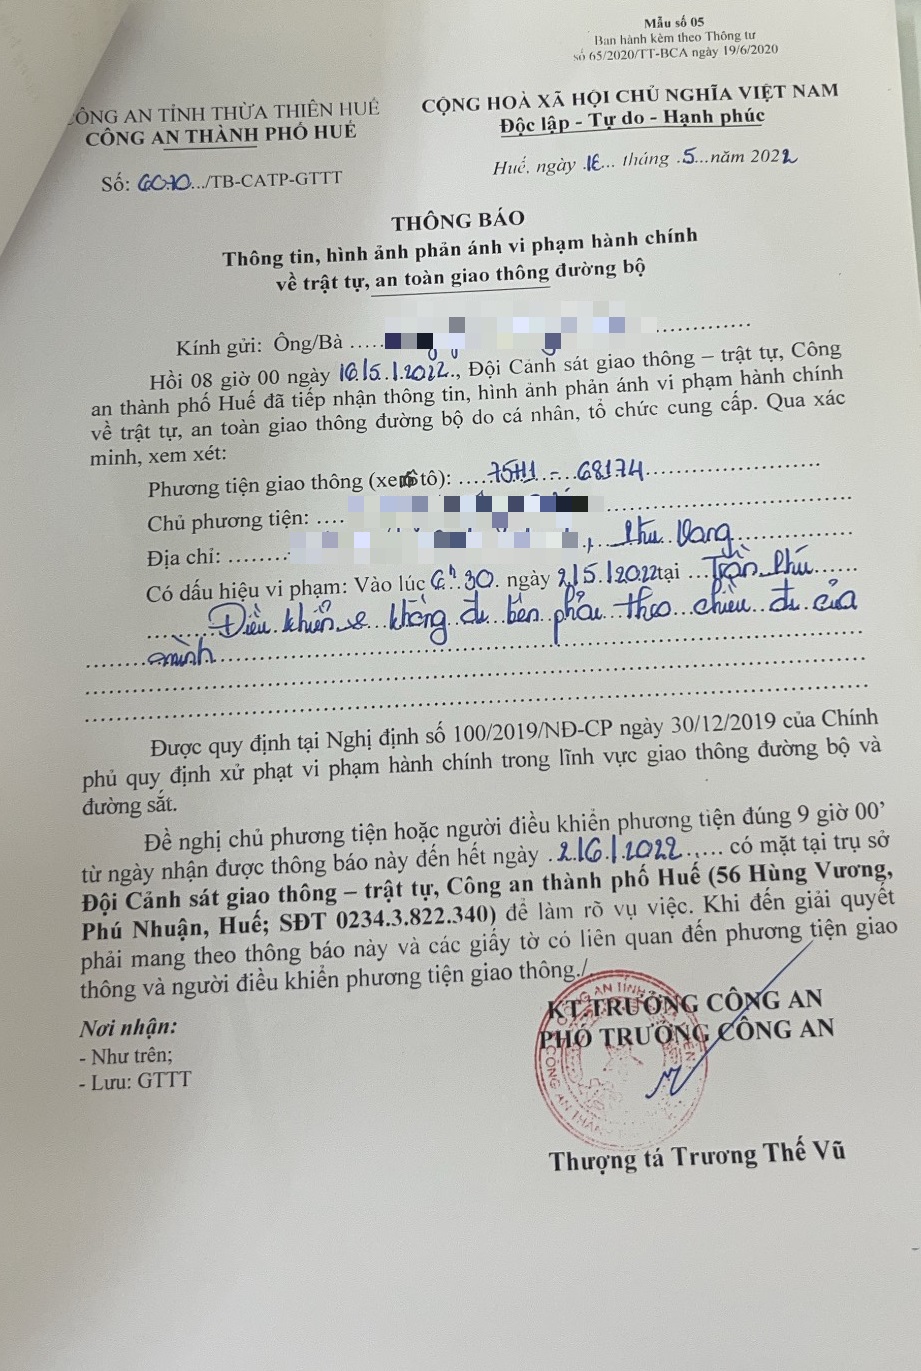 Mẫu số 05
Ban hành kèm theo Thông tư
số 65/2020/TT-BCA ngày 19/6/2020
CÔNG AN TỈNH THỪA THIÊN HUẾ
CÔNG AN THÀNH PHỐ HUẾ
CỘNG HOÀ XÃ HỘI CHỦ NGHĨA VIỆT NAM
Độc lập - Tự do - Hạnh phúc
Số: .../TB-CATP-GTTT
Huế, ngày 16... tháng .5...năm 2022
THÔNG BÁO
Thông tin, hình ảnh phản ánh vi phạm hành chính
về trật tự, an toàn giao thông đường bộ
Kính gửi: Ông/Bà
Hồi 08 giờ 00 ngày 16/5/2022, Đội Cảnh sát giao thông – trật tự, Công
an thành phố Huế đã tiếp nhận thông tin, hình ảnh phản ánh vi phạm hành chính
về trật tự, an toàn giao thông đường bộ do cá nhân, tổ chức cung cấp. Qua xác
minh, xem xét:
Phương tiện giao thông (xe mô tô): 75H1 - 68174
Chủ phương tiện:
Địa chỉ: , Phú Vang
Có dấu hiệu vi phạm: Vào lúc 6h30 ngày 2/5/2022 tại Trần Phú
Điều khiển xe không đi bên phải theo chiều đi của
mình
Được quy định tại Nghị định số 100/2019/NĐ-CP ngày 30/12/2019 của Chính
phủ quy định xử phạt vi phạm hành chính trong lĩnh vực giao thông đường bộ và
đường sắt.
Đề nghị chủ phương tiện hoặc người điều khiển phương tiện đúng 9 giờ 00’
từ ngày nhận được thông báo này đến hết ngày 2/6/2022, có mặt tại trụ sở
Đội Cảnh sát giao thông – trật tự, Công an thành phố Huế (56 Hùng Vương,
Phú Nhuận, Huế; SĐT 0234.3.822.340) để làm rõ vụ việc. Khi đến giải quyết
phải mang theo thông báo này và các giấy tờ có liên quan đến phương tiện giao
thông và người điều khiển phương tiện giao thông./.
KT.TRƯỞNG CÔNG AN
PHÓ TRƯỞNG CÔNG AN
Nơi nhận:
- Như trên;
- Lưu: GTTT
Thượng tá Trương Thế Vũ